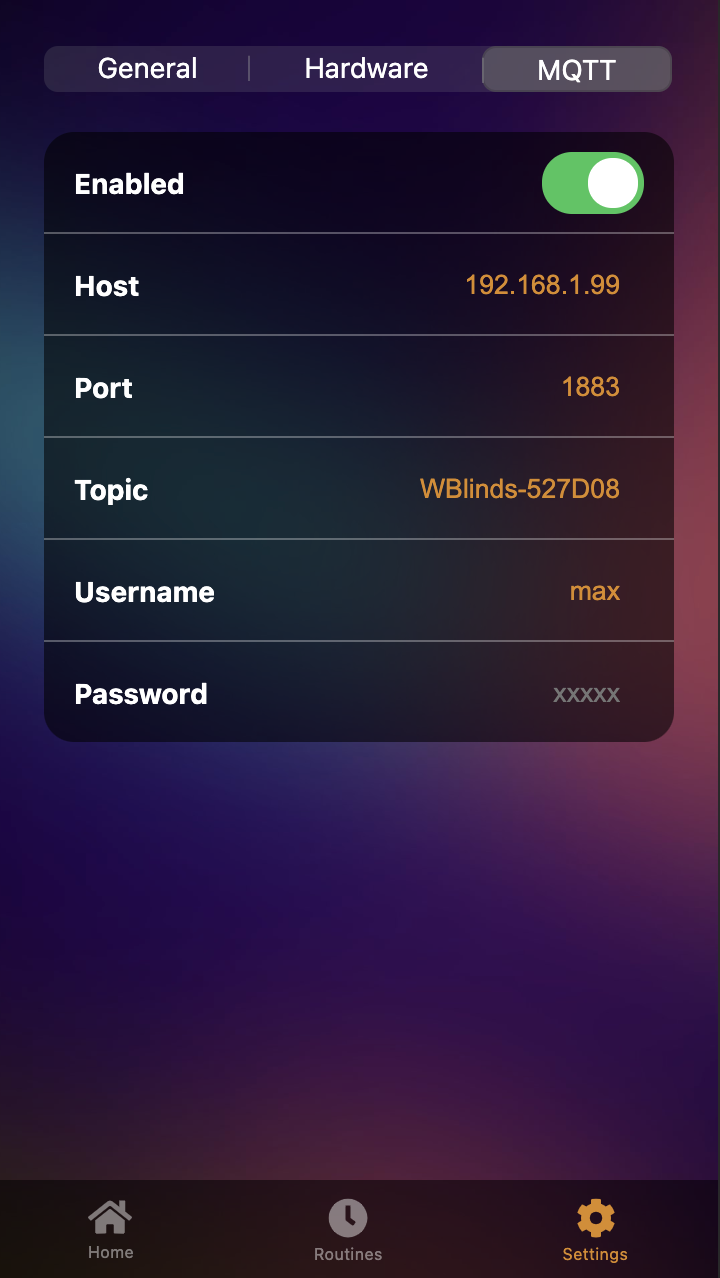 General Hardware MQTT
Enabled
Host 192.168.1.99
Port 1883
Topic WBlinds-527D08
Username max
Password xxxxx
Home Routines Settings